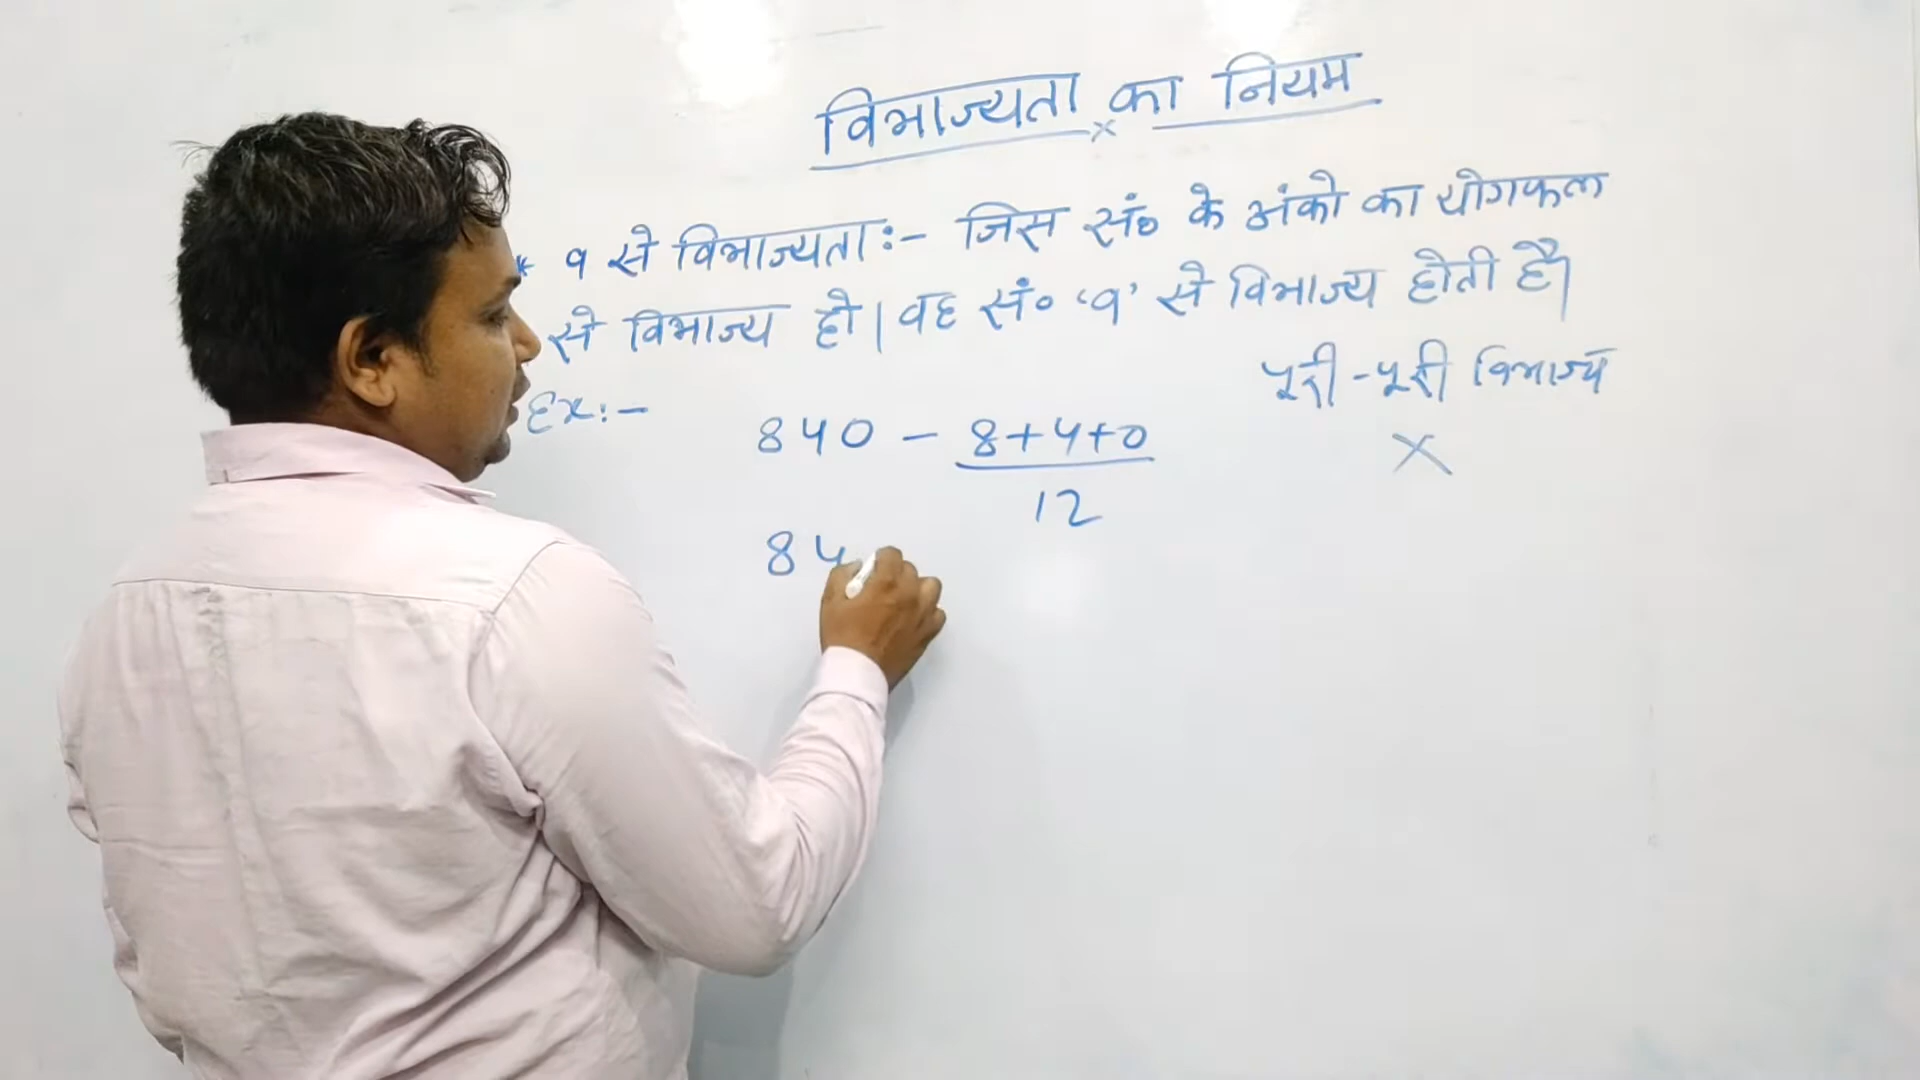 विभाज्यता का नियम
×
* 9 से विभाज्यता :- जिस सं० के अंको का योगफल
से विभाज्य हो। वह सं० '9' से विभाज्य होती है।
पूरी-पूरी विभाज्य
Ex:-
840 - 8+4+0
×
12
84